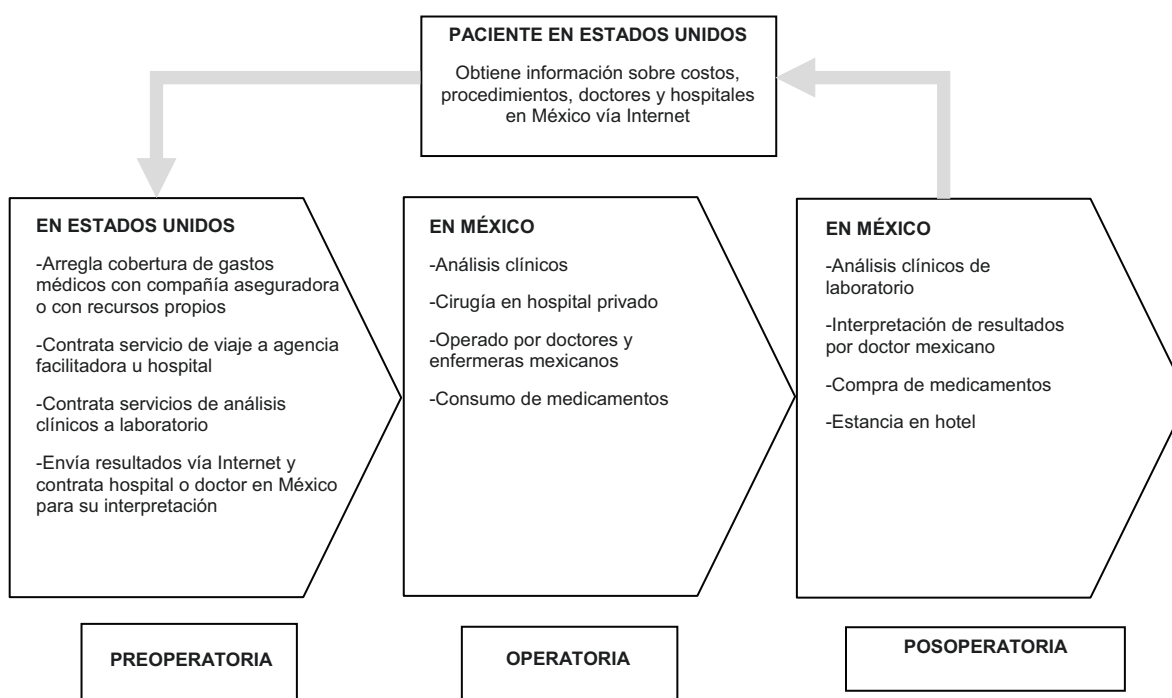 PACIENTE EN ESTADOS UNIDOS
Obtiene información sobre costos,
procedimientos, doctores y hospitales
en México vía Internet
EN ESTADOS UNIDOS
-Arregla cobertura de gastos
médicos con compañía aseguradora
o con recursos propios
-Contrata servicio de viaje a agencia
facilitadora u hospital
-Contrata servicios de análisis
clínicos a laboratorio
-Envía resultados vía Internet y
contrata hospital o doctor en México
para su interpretación
EN MÉXICO
-Análisis clínicos
-Cirugía en hospital privado
-Operado por doctores y
enfermeras mexicanos
-Consumo de medicamentos
EN MÉXICO
-Análisis clínicos de
laboratorio
-Interpretación de resultados
por doctor mexicano
-Compra de medicamentos
-Estancia en hotel
PREOPERATORIA
OPERATORIA
POSOPERATORIA